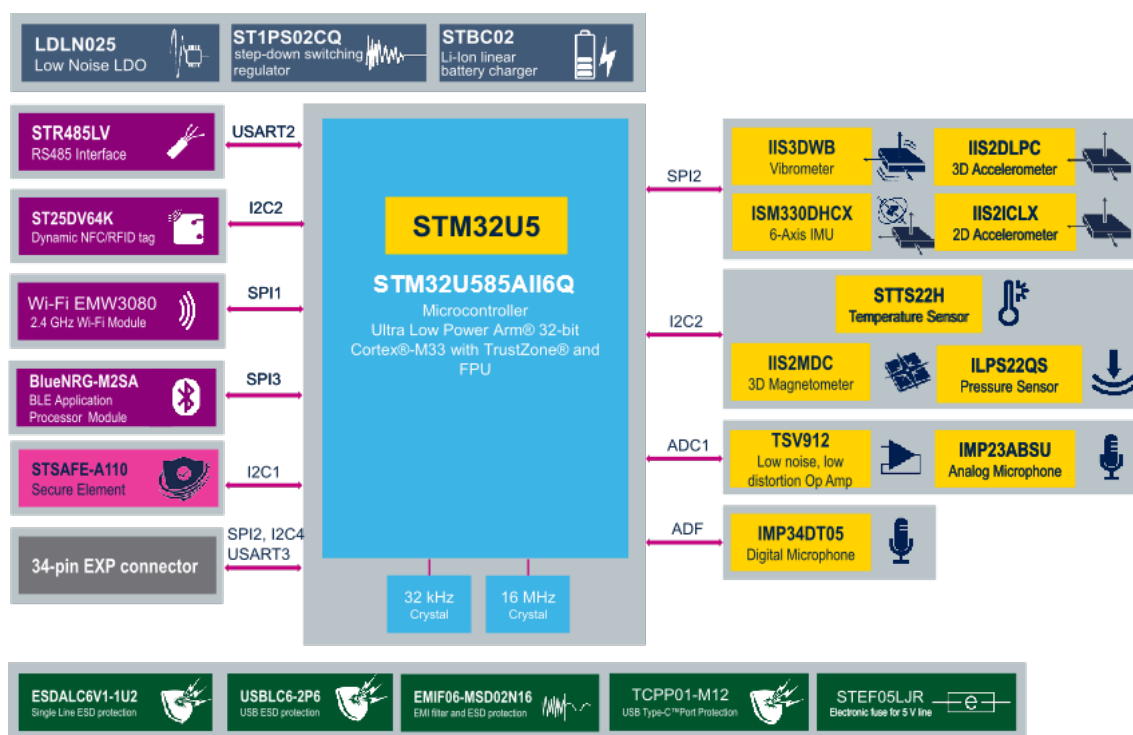 LDLN025
Low Noise LDO
ST1PS02CQ
step-down switching
regulator
STBC02
Li-Ion linear
battery charger
STR485LV
RS485 Interface
USART2
ST25DV64K
Dynamic NFC/RFID tag
I2C2
Wi-Fi EMW3080
2.4 GHz Wi-Fi Module
SPI1
BlueNRG-M2SA
BLE Application
Processor Module
SPI3
STSAFE-A110
Secure Element
I2C1
34-pin EXP connector
SPI2, I2C4
USART3
STM32U5
STM32U585AII6Q
Microcontroller
Ultra Low Power Arm® 32-bit
Cortex®-M33 with TrustZone® and
FPU
32 kHz
Crystal
16 MHz
Crystal
SPI2
IIS3DWB
Vibrometer
IIS2DLPC
3D Accelerometer
ISM330DHCX
6-Axis IMU
IIS2ICLX
2D Accelerometer
I2C2
STTS22H
Temperature Sensor
IIS2MDC
3D Magnetometer
ILPS22QS
Pressure Sensor
ADC1
TSV912
Low noise, low
distortion Op Amp
IMP23ABSU
Analog Microphone
ADF
IMP34DT05
Digital Microphone
ESDALC6V1-1U2
Single Line ESD protection
USBLC6-2P6
USB ESD protection
EMIF06-MSD02N16
EMI filter and ESD protection
TCPP01-M12
USB Type-C™Port Protection
STEF05LJR
Electronic fuse for 5 V line
e